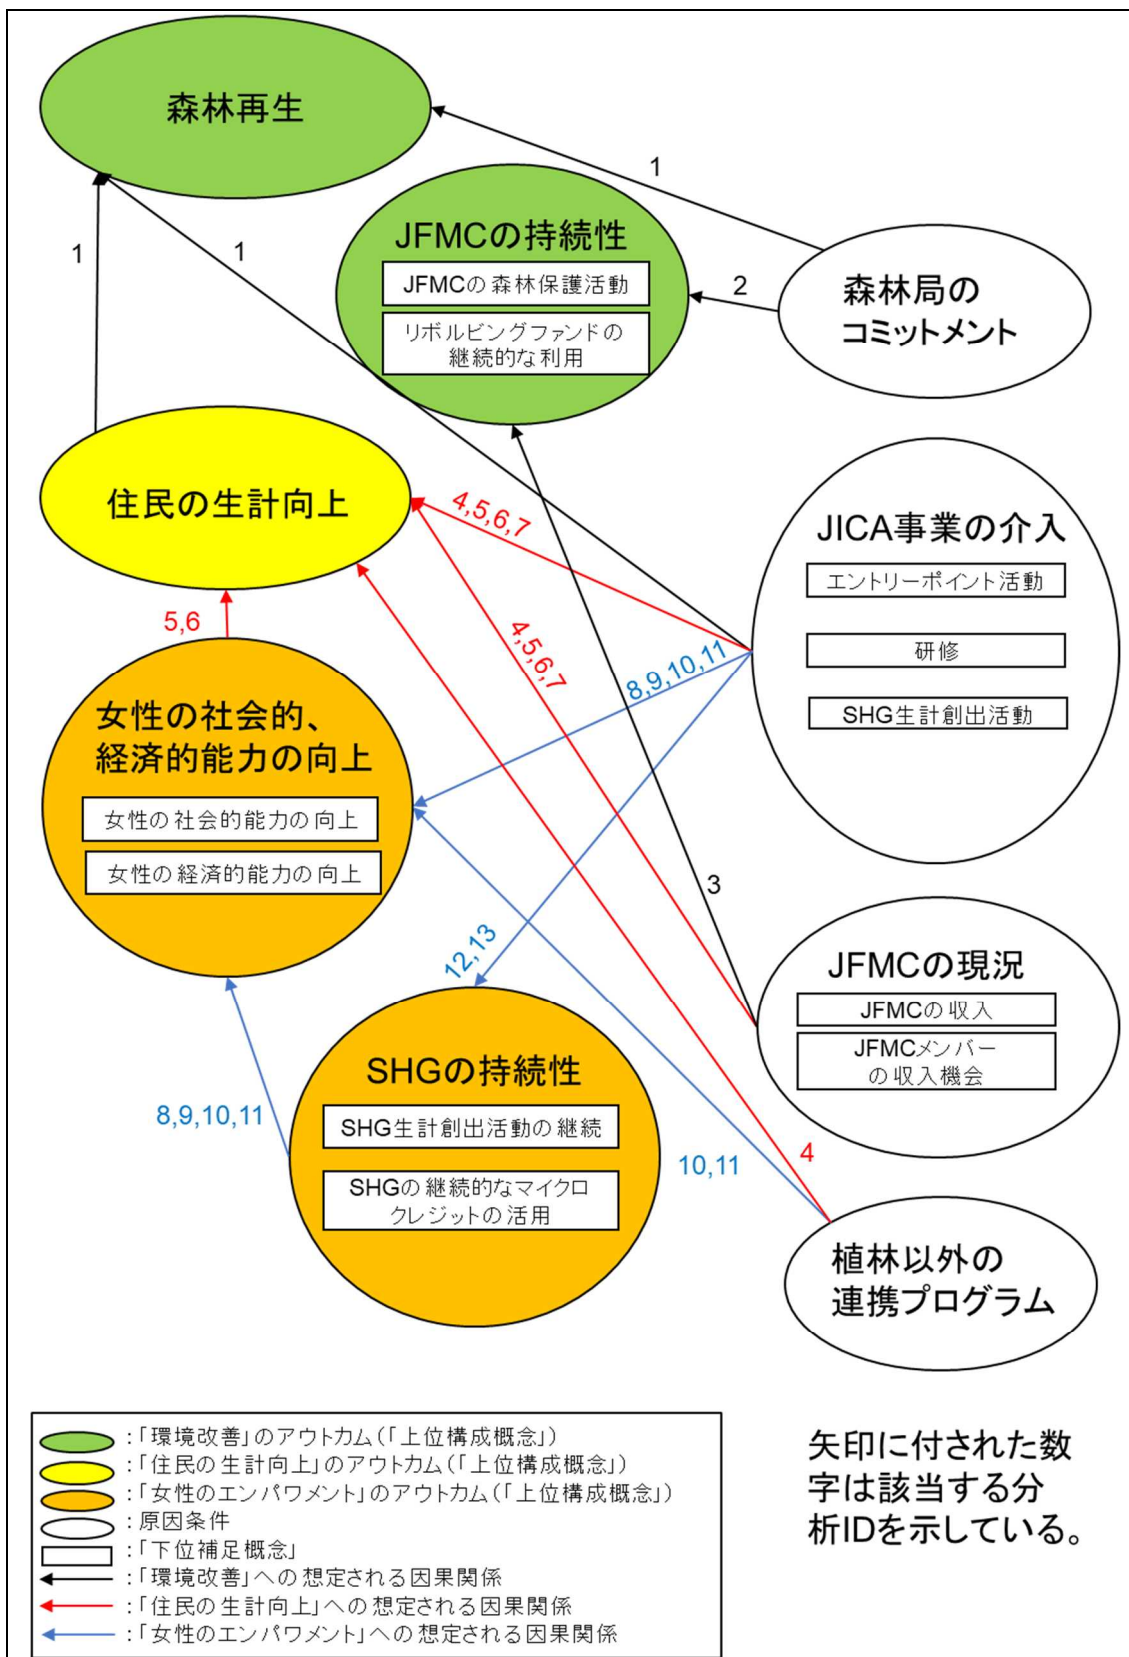 森林再生
1
JFMCの持続性
JFMCの森林保護活動
リボルビングファンドの
継続的な利用
2
森林局の
コミットメント
1
1
住民の生計向上
4,5,6,7
JICA事業の介入
エントリーポイント活動
研修
SHG生計創出活動
5,6
4,5,6,7
8,9,10,11
女性の社会的、
経済的能力の向上
女性の社会的能力の向上
女性の経済的能力の向上
3
12,13
JFMCの現況
JFMCの収入
JFMCメンバー
の収入機会
SHGの持続性
SHG生計創出活動の継続
SHGの継続的なマイクロ
クレジットの活用
8,9,10,11
10,11
4
植林以外の
連携プログラム
:「環境改善」のアウトカム(「上位構成概念」)
:「住民の生計向上」のアウトカム(「上位構成概念」)
:「女性のエンパワメント」のアウトカム(「上位構成概念」)
:原因条件
:「下位補足概念」
:「環境改善」への想定される因果関係
:「住民の生計向上」への想定される因果関係
:「女性のエンパワメント」への想定される因果関係
矢印に付された数
字は該当する分
析IDを示している。